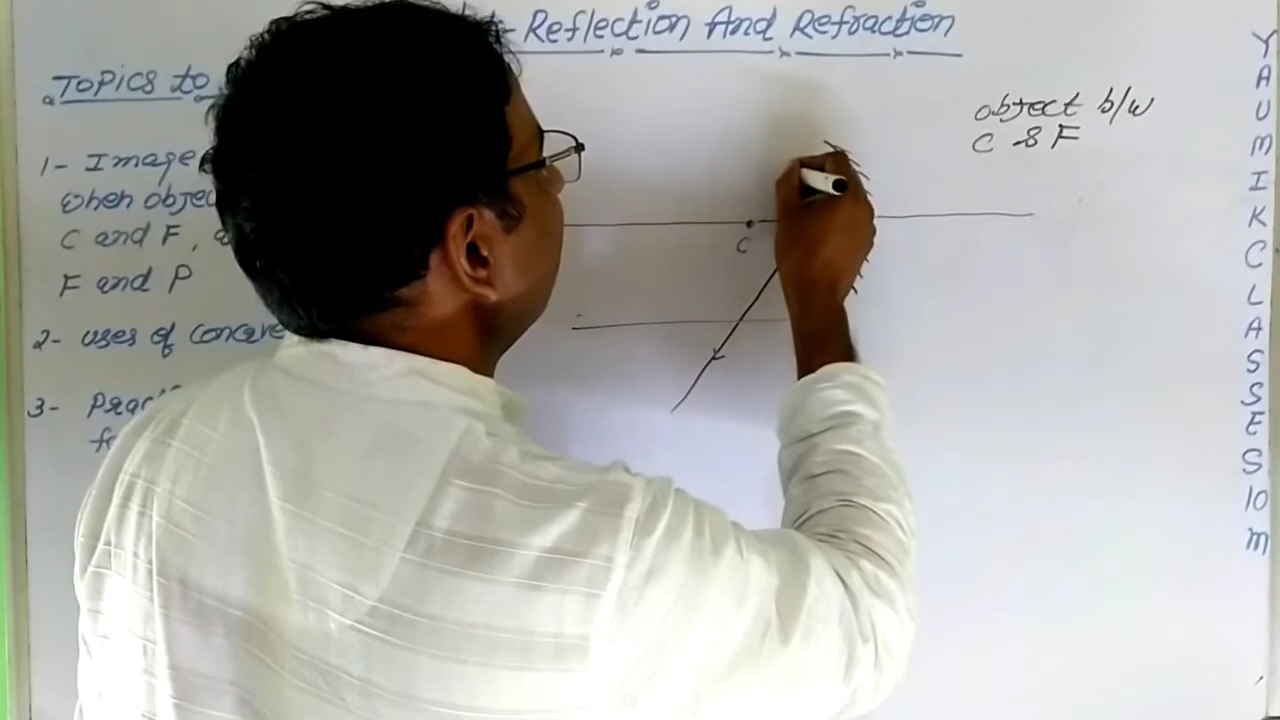 - Reflection And Refraction
TOPICS to
1- Image
when objec
C and F,
F and P
2- uses of concave
3- Prac
object b/w
C & F
C
YAUMIK CLASSES 10 M